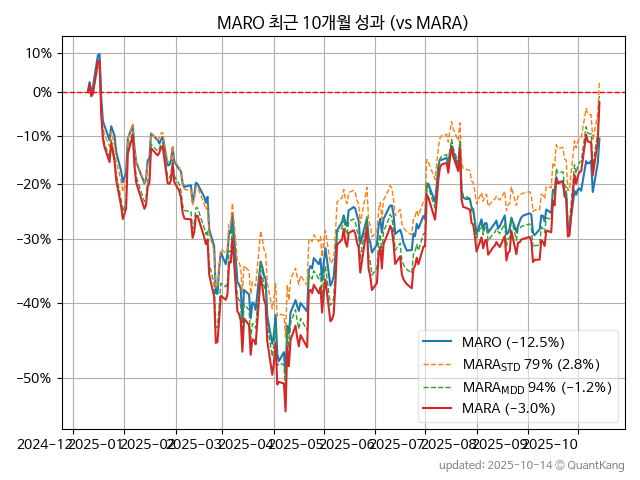 MARO 최근 10개월 성과 (vs MARA)
10%
0%
−10%
−20%
−30%
−40%
−50%
MARO (−12.5%)
MARA_STD 79% (2.8%)
MARA_MDD 94% (−1.2%)
MARA (−3.0%)
2024−12 2025−01 2025−02 2025−03 2025−04 2025−05 2025−06 2025−07 2025−08 2025−09 2025−10
updated: 2025-10-14 © QuantKang